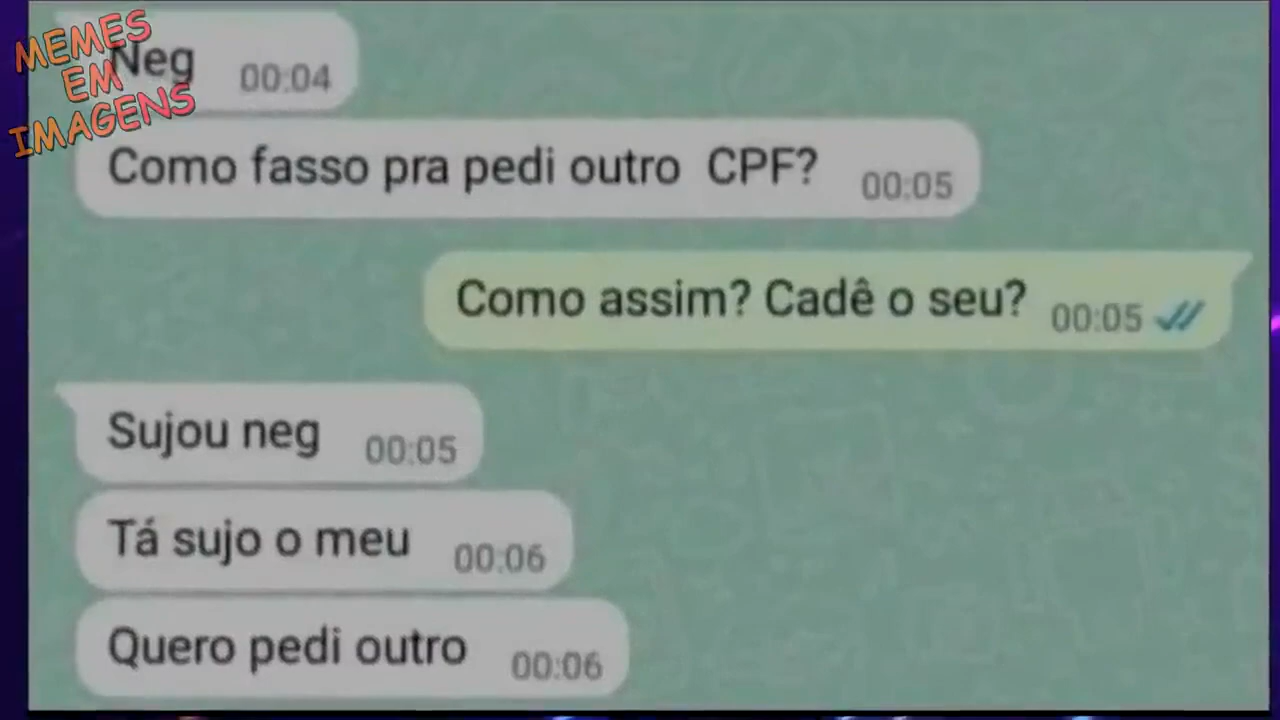 MEMES
EM
IMAGENS
Neg 00:04
Como fasso pra pedi outro CPF? 00:05
Como assim? Cadê o seu? 00:05
Sujou neg 00:05
Tá sujo o meu 00:06
Quero pedi outro 00:06